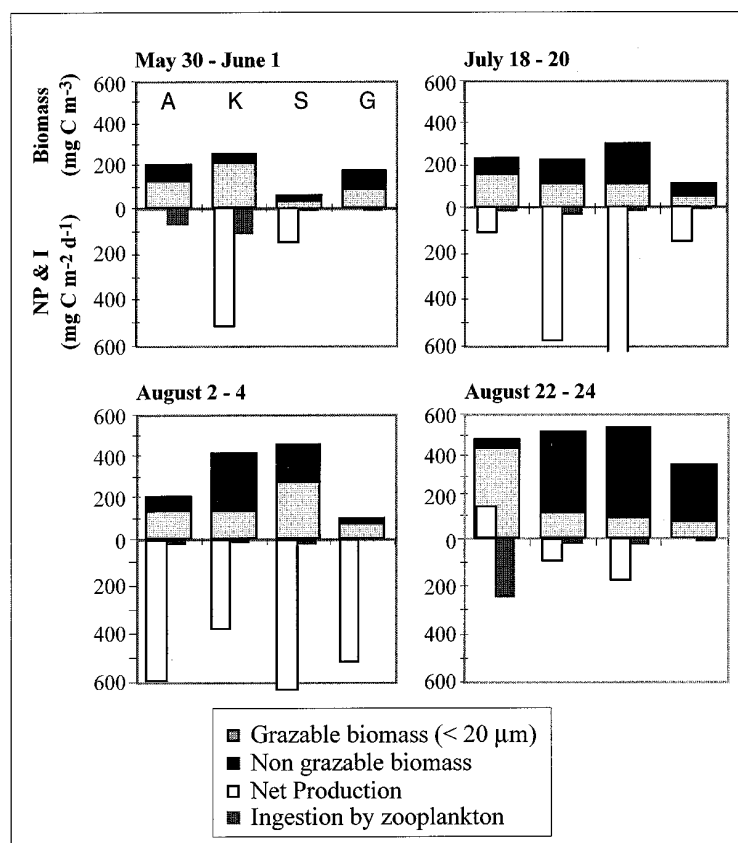 May 30 - June 1
July 18 - 20
Biomass
(mg C m-3)
NP & I
(mg C m-2 d-1)
600
400
200
0
200
400
600
A K S G
600
400
200
0
200
400
600
August 2 - 4
August 22 - 24
600
400
200
0
200
400
600
600
400
200
0
200
400
600
Grazable biomass (< 20 µm)
Non grazable biomass
Net Production
Ingestion by zooplankton